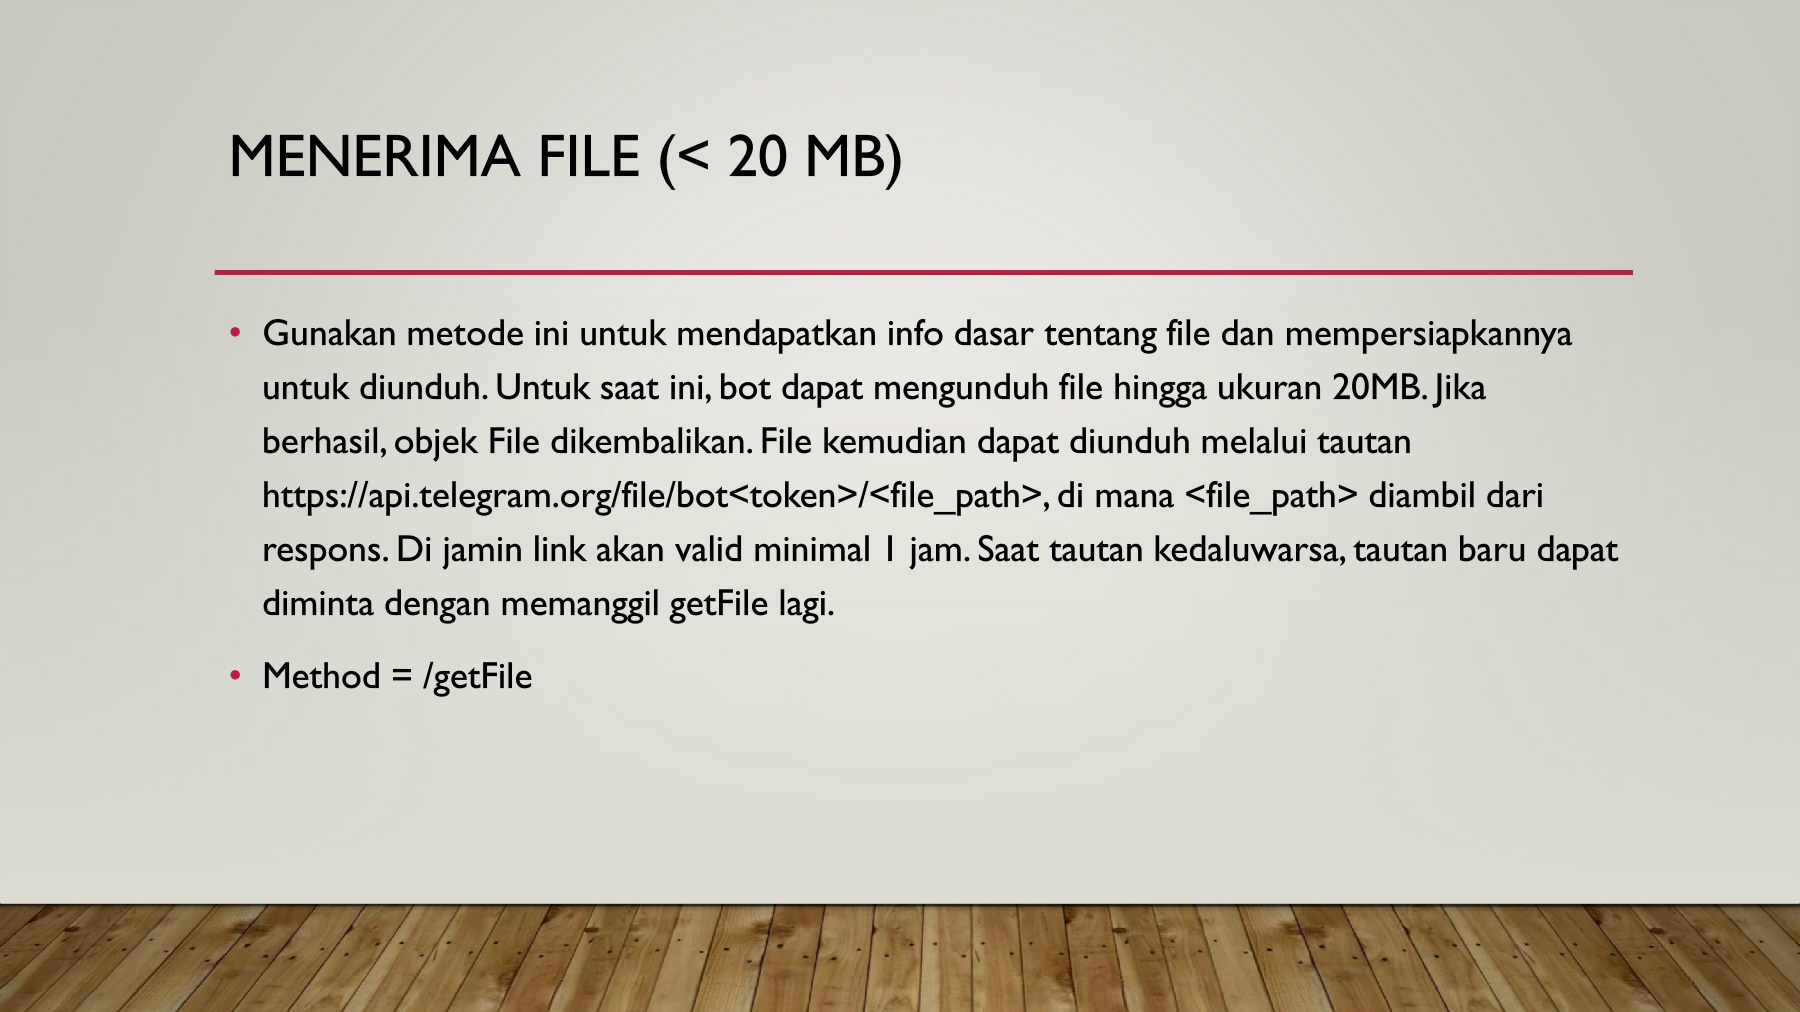 MENERIMA FILE (< 20 MB)
• Gunakan metode ini untuk mendapatkan info dasar tentang file dan mempersiapkannya
untuk diunduh. Untuk saat ini, bot dapat mengunduh file hingga ukuran 20MB. Jika
berhasil, objek File dikembalikan. File kemudian dapat diunduh melalui tautan
https://api.telegram.org/file/bot<token>/<file_path>, di mana <file_path> diambil dari
respons. Di jamin link akan valid minimal 1 jam. Saat tautan kedaluwarsa, tautan baru dapat
diminta dengan memanggil getFile lagi.
• Method = /getFile